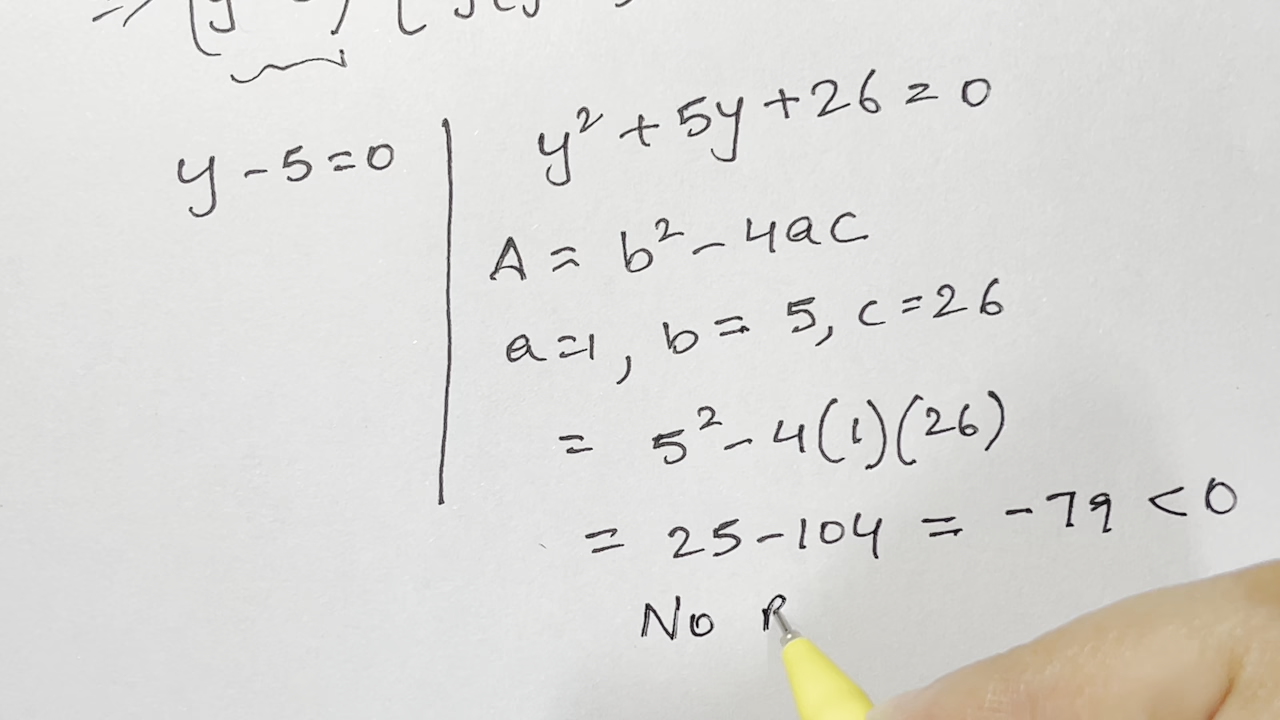 y - 5 = 0
y² + 5y + 26 = 0
A = b² - 4ac
a = 1, b = 5, c = 26
= 5² - 4(1)(26)
= 25 - 104 = -79 < 0
No